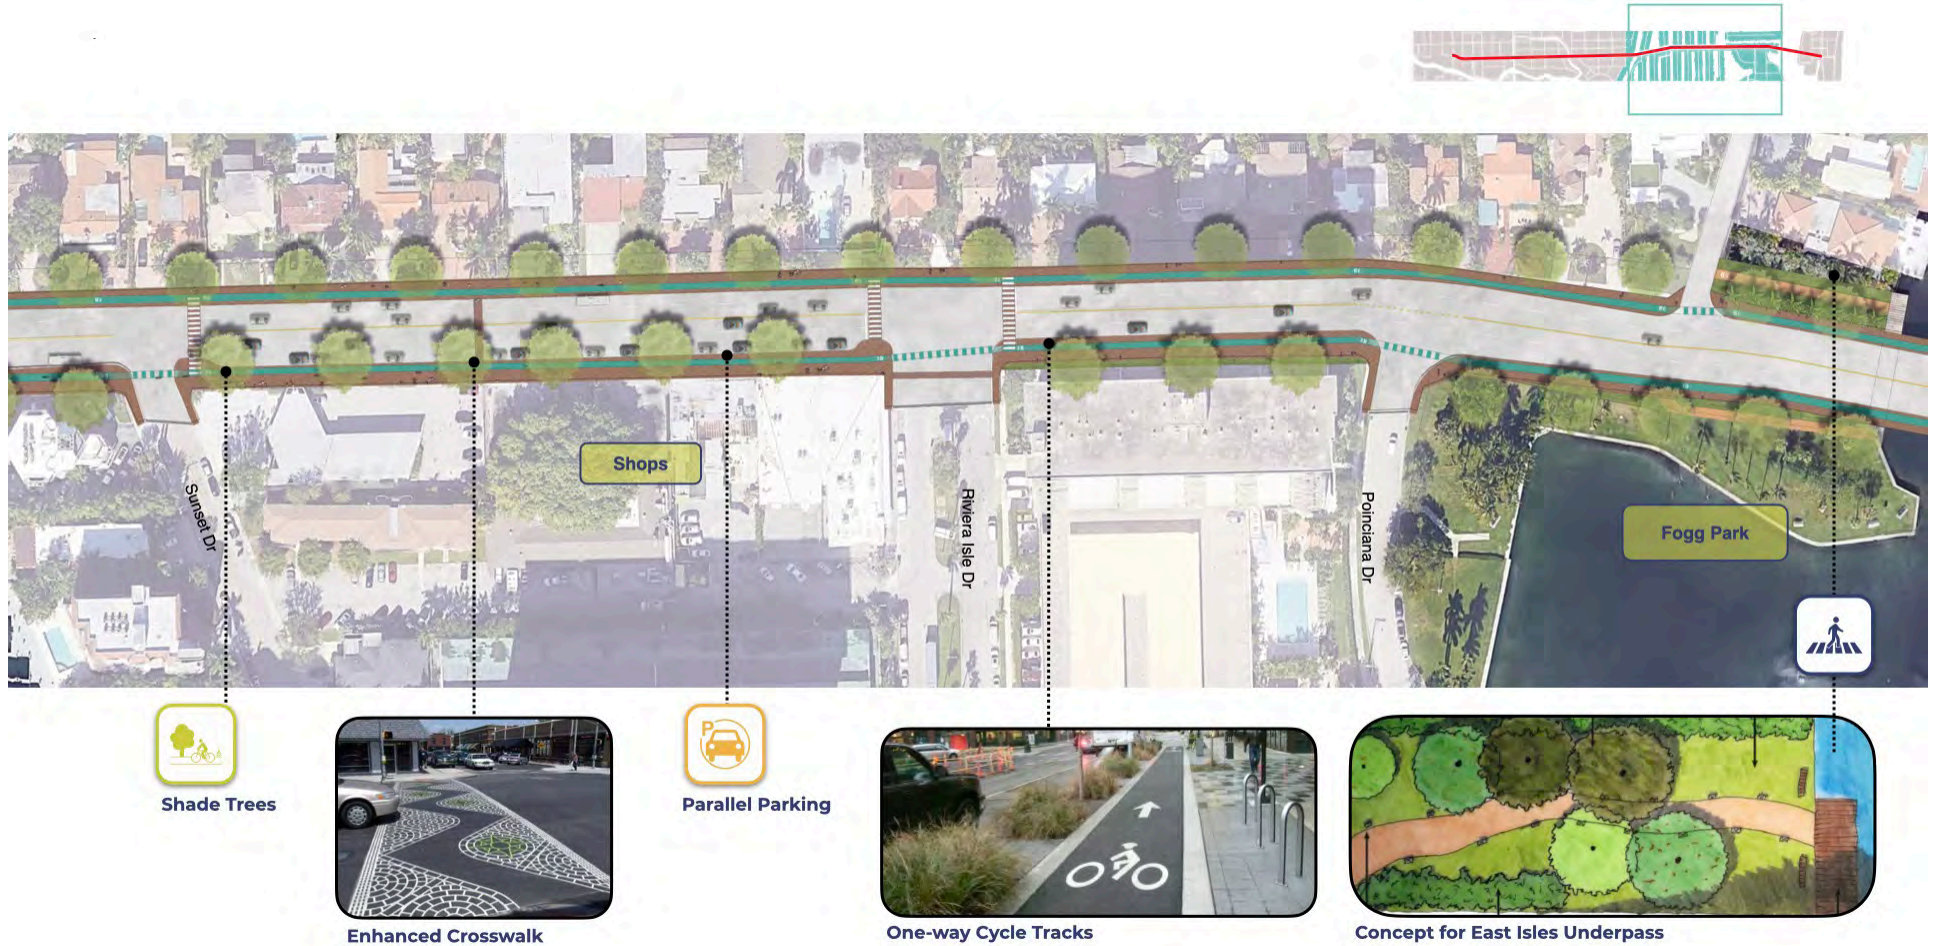 Shops
Sunset Dr
Riviera Isle Dr
Poinciana Dr
Fogg Park
P
Shade Trees
Parallel Parking
Enhanced Crosswalk
One-way Cycle Tracks
Concept for East Isles Underpass